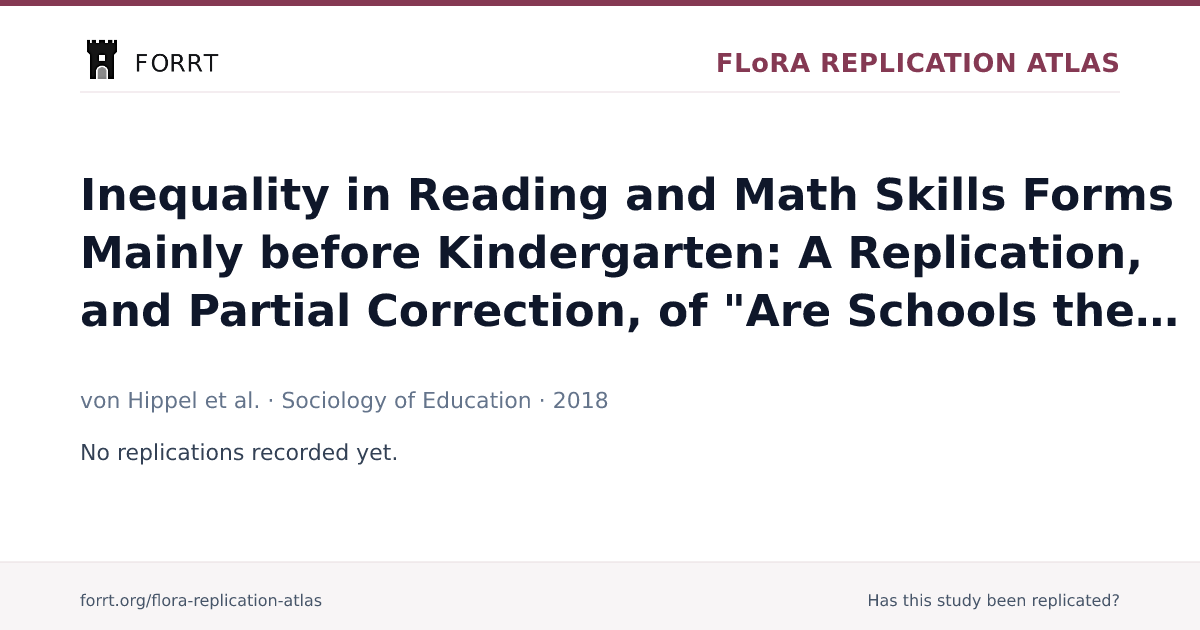 FORRT
FLoRA REPLICATION ATLAS
Inequality in Reading and Math Skills Forms
Mainly before Kindergarten: A Replication,
and Partial Correction, of "Are Schools the…
von Hippel et al. · Sociology of Education · 2018
No replications recorded yet.
forrt.org/flora-replication-atlas
Has this study been replicated?